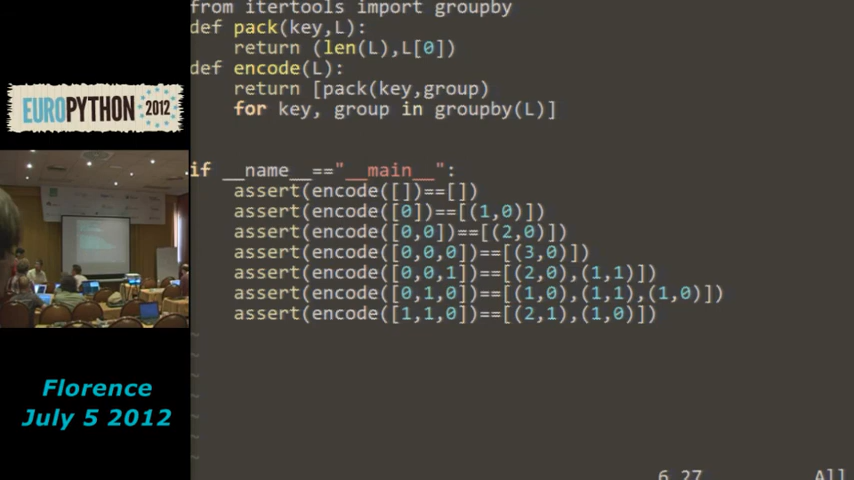 from itertools import groupby
def pack(key,L):
    return (len(L),L[0])
def encode(L):
    return [pack(key,group)
    for key, group in groupby(L)]
EUROPYTHON 2012
if __name__=="__main__":
    assert(encode([])==[])
    assert(encode([0])==[(1,0)])
    assert(encode([0,0])==[(2,0)])
    assert(encode([0,0,0])==[(3,0)])
    assert(encode([0,0,1])==[(2,0),(1,1)])
    assert(encode([0,1,0])==[(1,0),(1,1),(1,0)])
    assert(encode([1,1,0])==[(2,1),(1,0)])
~
~
~
~
~
~
Florence
July 5 2012
6,27 All